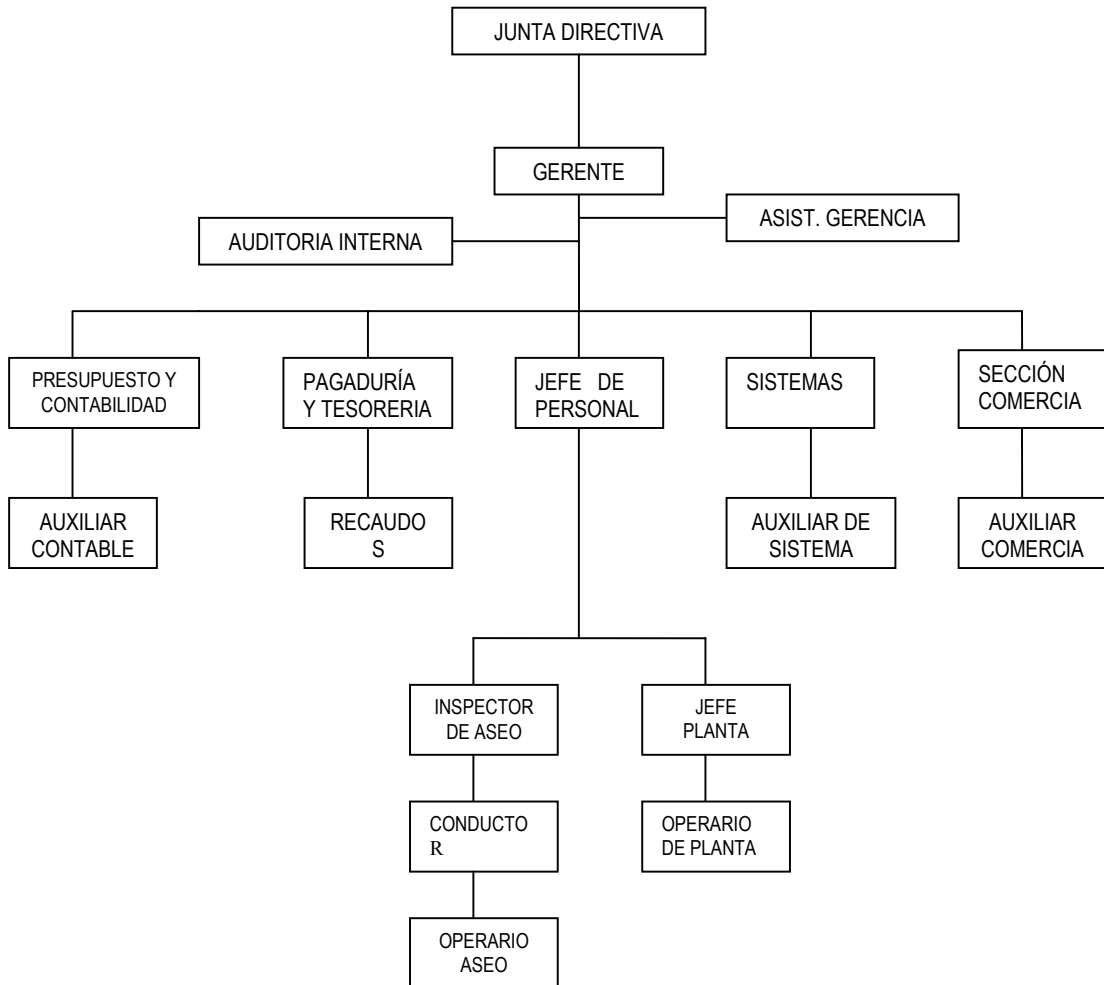 JUNTA DIRECTIVA
GERENTE
ASIST. GERENCIA
AUDITORIA INTERNA
PRESUPUESTO Y
CONTABILIDAD
PAGADURÍA
Y TESORERIA
JEFE DE
PERSONAL
SISTEMAS
SECCIÓN
COMERCIA
AUXILIAR
CONTABLE
RECAUDO
S
AUXILIAR DE
SISTEMA
AUXILIAR
COMERCIA
INSPECTOR
DE ASEO
JEFE
PLANTA
CONDUCTO
R
OPERARIO
DE PLANTA
OPERARIO
ASEO